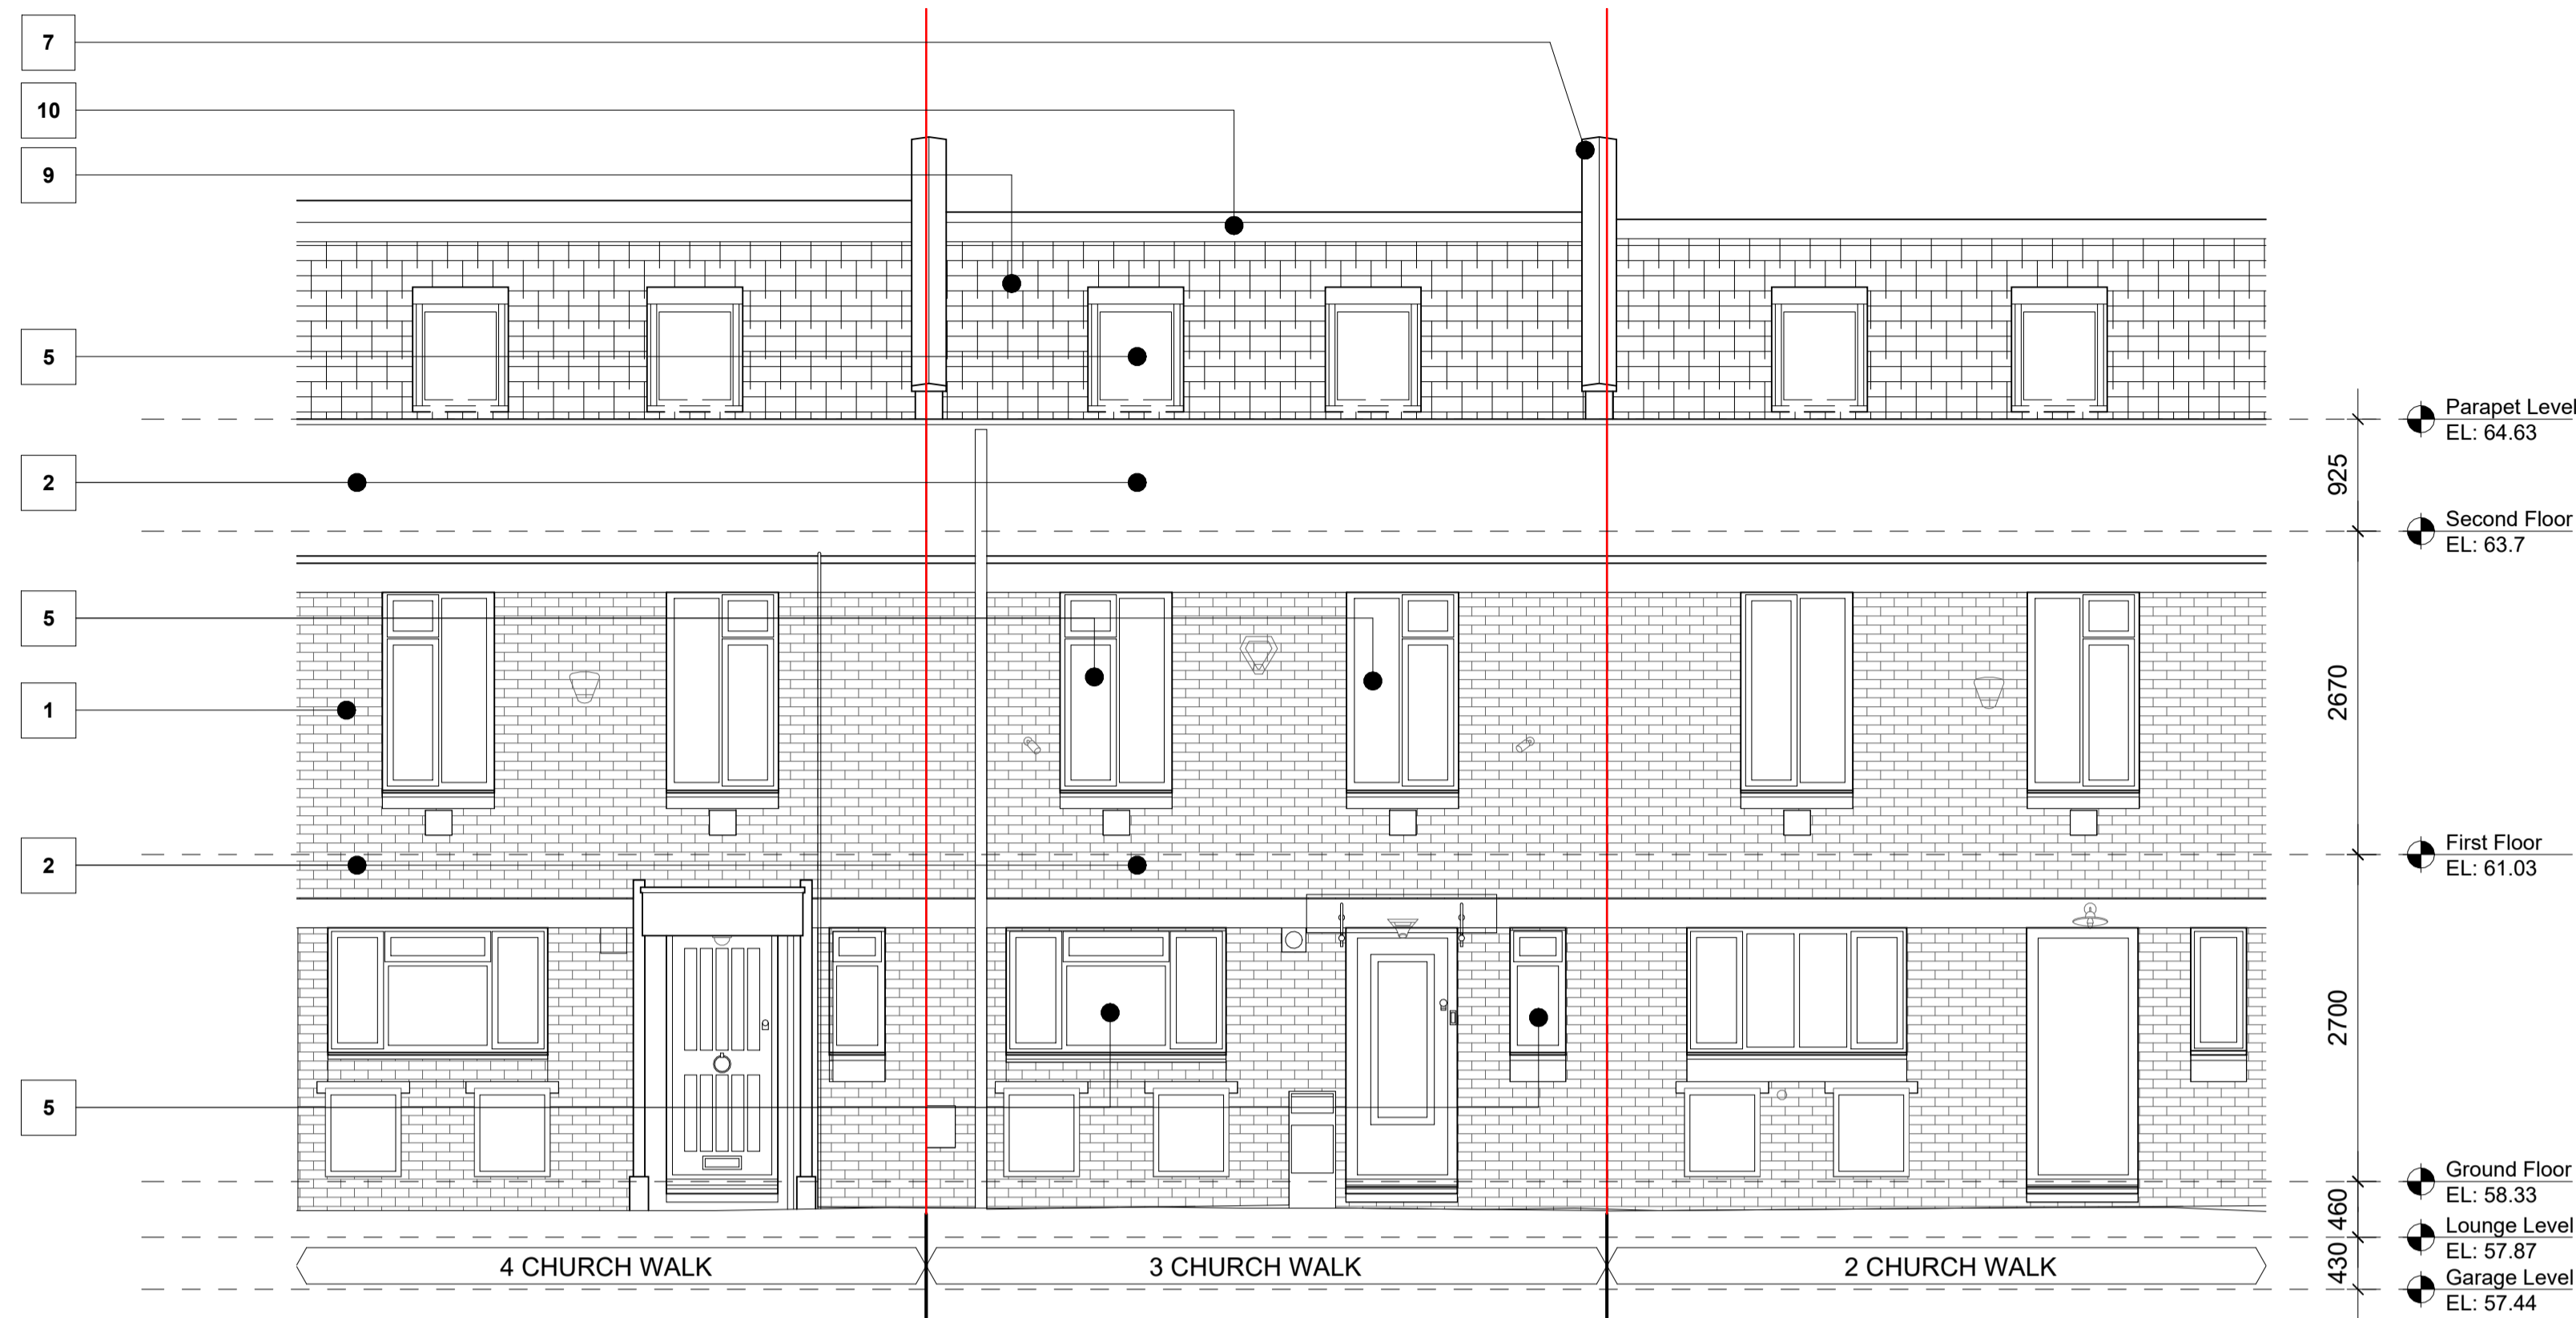 7
10
9
5
Parapet Level
EL: 64.63
925
2
Second Floor
EL: 63.7
5
1
2670
2
First Floor
EL: 61.03
2700
5
Ground Floor
EL: 58.33
460
Lounge Level
EL: 57.87
4 CHURCH WALK
3 CHURCH WALK
2 CHURCH WALK
430
Garage Level
EL: 57.44